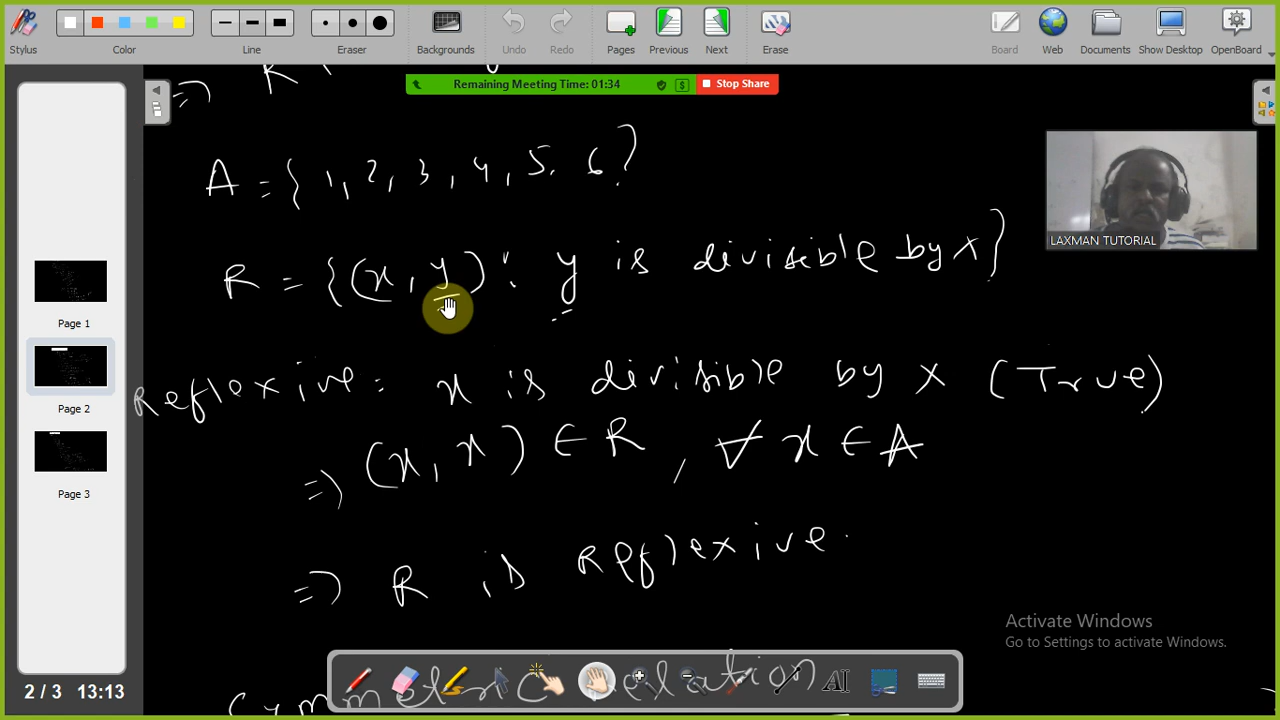 Stylus Color Line Eraser Backgrounds Undo Redo Pages Previous Next Erase Board Web Documents Show Desktop OpenBoard
Remaining Meeting Time: 01:34 Stop Share
=> R
A = { 1, 2, 3, 4, 5, 6 }
LAXMAN TUTORIAL
R = {(x, y): y is divisible by x}
Page 1
Page 2
Page 3
Reflexive: x is divisible by x (True)
=> (x, x) ∈ R, ∀ x ∈ A
=> R is Reflexive.
Activate Windows
Go to Settings to activate Windows.
Symmetric Relation
2 / 3 13:13